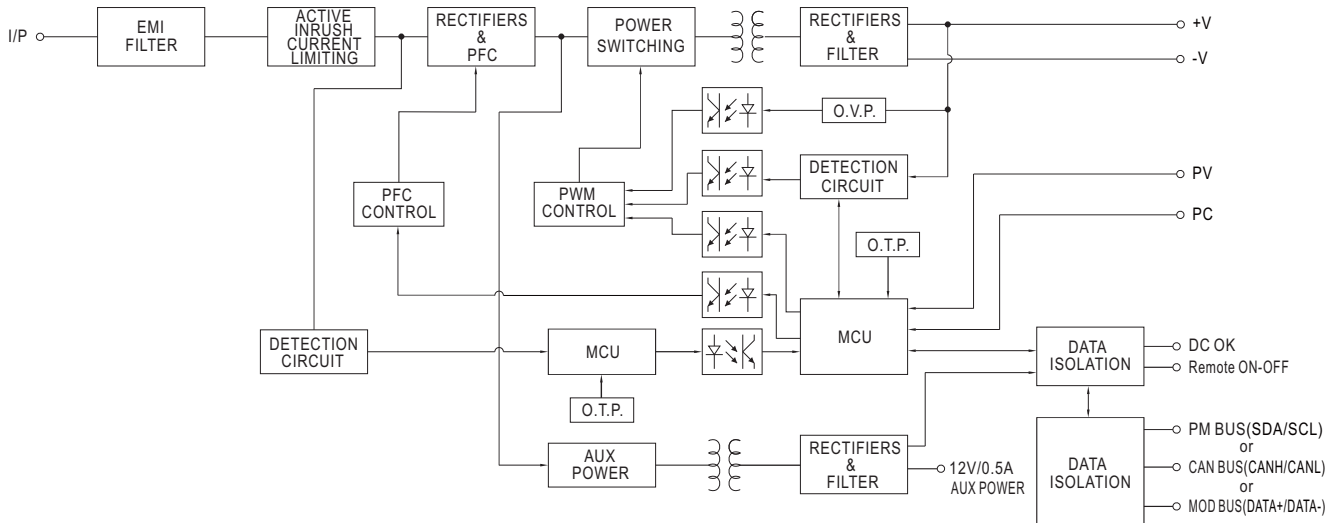 I/P
EMI
FILTER
ACTIVE
INRUSH
CURRENT
LIMITING
RECTIFIERS
&
PFC
POWER
SWITCHING
RECTIFIERS
&
FILTER
+V
-V
O.V.P.
DETECTION
CIRCUIT
PFC
CONTROL
PWM
CONTROL
PV
PC
O.T.P.
DETECTION
CIRCUIT
MCU
MCU
DATA
ISOLATION
DC OK
Remote ON-OFF
O.T.P.
AUX
POWER
RECTIFIERS
&
FILTER
12V/0.5A
AUX POWER
DATA
ISOLATION
PM BUS(SDA/SCL)
or
CAN BUS(CANH/CANL)
or
MOD BUS(DATA+/DATA-)